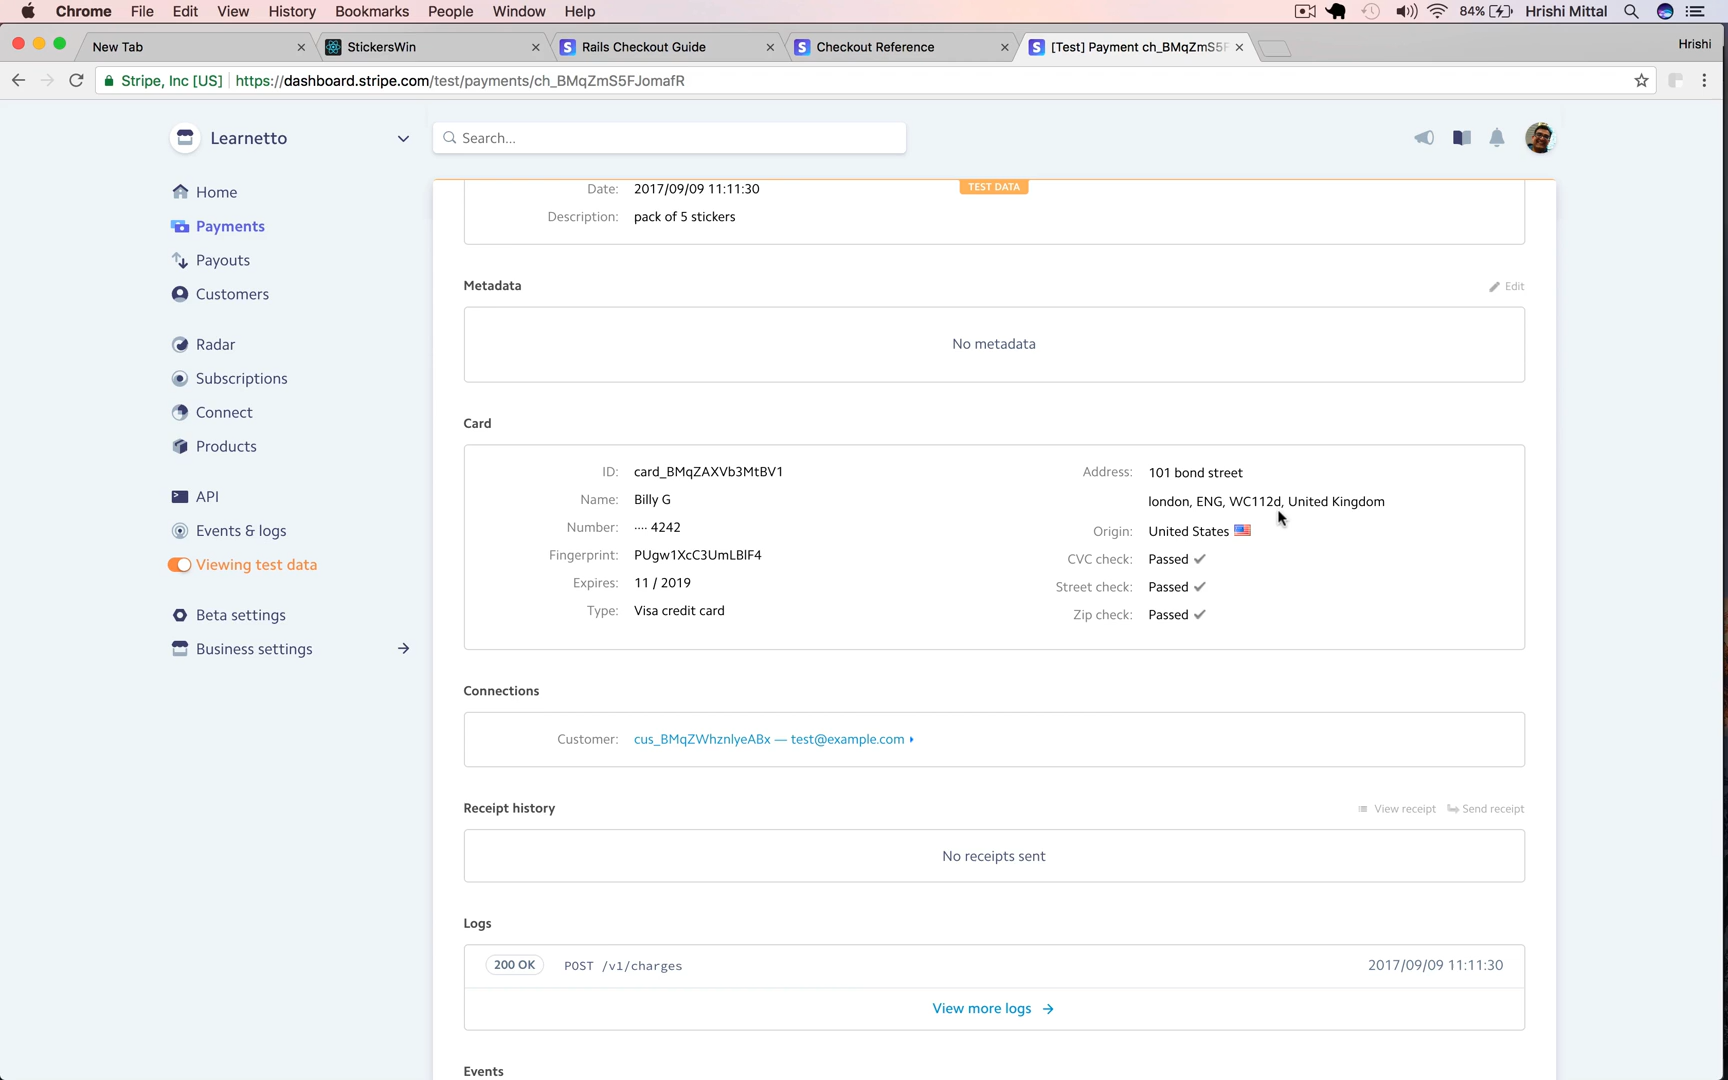 Chrome File Edit View History Bookmarks People Window Help 84% Hrishi Mittal
New Tab StickersWin Rails Checkout Guide Checkout Reference [Test] Payment ch_BMqZmS5F Hrishi
Stripe, Inc [US] https://dashboard.stripe.com/test/payments/ch_BMqZmS5FJomafR
Learnetto
Search...
Home
Payments
Payouts
Customers
Radar
Subscriptions
Connect
Products
API
Events & logs
Viewing test data
Beta settings
Business settings
TEST DATA
Date: 2017/09/09 11:11:30
Description: pack of 5 stickers
Metadata Edit
No metadata
Card
ID: card_BMqZAXVb3MtBV1
Name: Billy G
Number: ···· 4242
Fingerprint: PUgw1XcC3UmLBIF4
Expires: 11 / 2019
Type: Visa credit card
Address: 101 bond street
london, ENG, WC112d, United Kingdom
Origin: United States
CVC check: Passed ✓
Street check: Passed ✓
Zip check: Passed ✓
Connections
Customer: cus_BMqZWhznlyeABx — test@example.com
Receipt history View receipt Send receipt
No receipts sent
Logs
200 OK POST /v1/charges 2017/09/09 11:11:30
View more logs →
Events